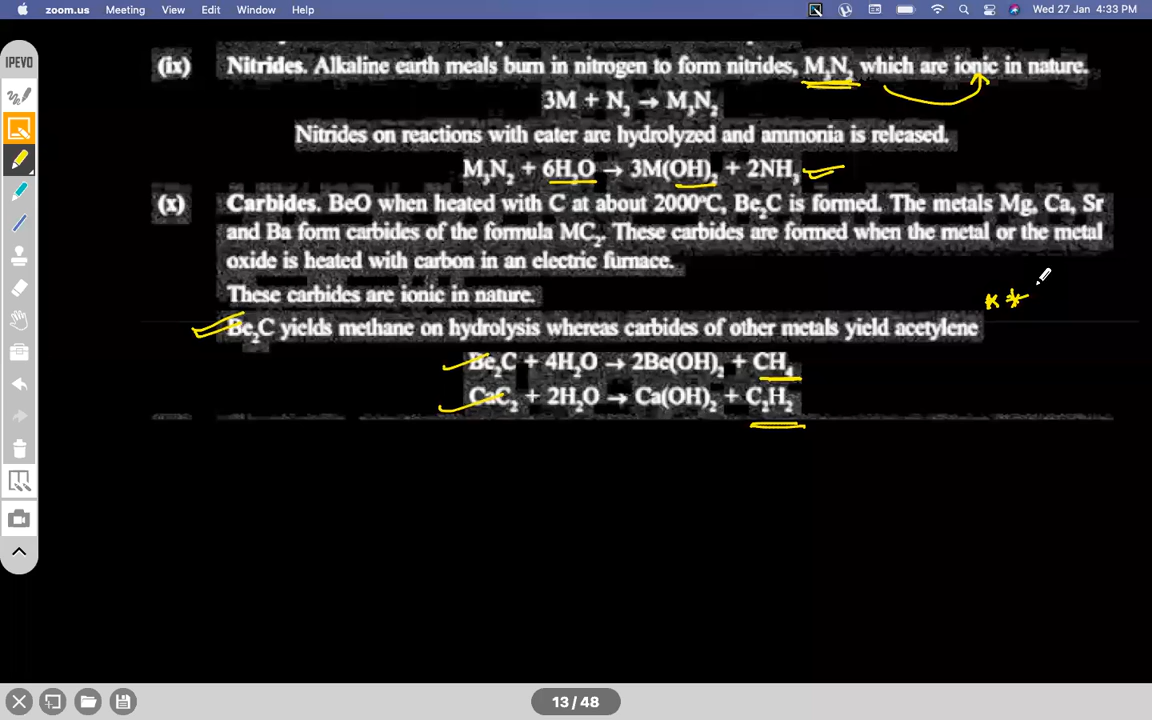 zoom.us Meeting View Edit Window Help Wed 27 Jan 4:33 PM
IPEVO
(ix) Nitrides. Alkaline earth meals burn in nitrogen to form nitrides, M₃N₂ which are ionic in nature.
3M + N₂ → M₃N₂
Nitrides on reactions with eater are hydrolyzed and ammonia is released.
M₃N₂ + 6H₂O → 3M(OH)₂ + 2NH₃
(x) Carbides. BeO when heated with C at about 2000°C, Be₂C is formed. The metals Mg, Ca, Sr
and Ba form carbides of the formula MC₂. These carbides are formed when the metal or the metal
oxide is heated with carbon in an electric furnace.
These carbides are ionic in nature.
Be₂C yields methane on hydrolysis whereas carbides of other metals yield acetylene
Be₂C + 4H₂O → 2Be(OH)₂ + CH₄
CaC₂ + 2H₂O → Ca(OH)₂ + C₂H₂
13 / 48